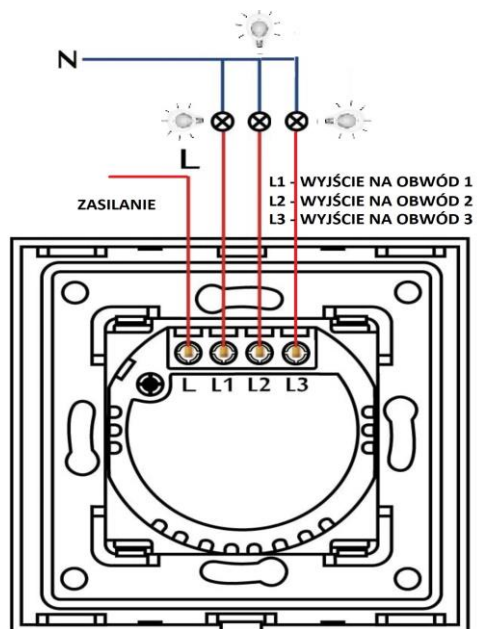 N
L
ZASILANIE
L1 - WYJŚCIE NA OBWÓD 1
L2 - WYJŚCIE NA OBWÓD 2
L3 - WYJŚCIE NA OBWÓD 3
L L1 L2 L3